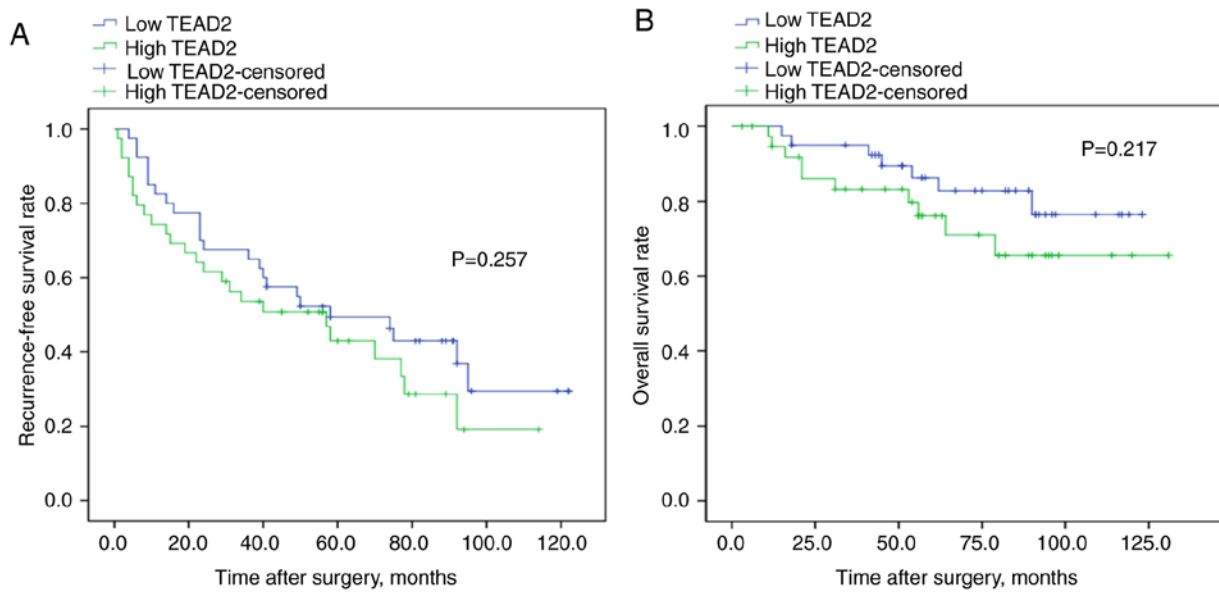 A
Low TEAD2
High TEAD2
Low TEAD2-censored
High TEAD2-censored
1.0
0.8
0.6
0.4
0.2
0.0
Recurrence-free survival rate
P=0.257
0.0 20.0 40.0 60.0 80.0 100.0 120.0
Time after surgery, months
B
Low TEAD2
High TEAD2
Low TEAD2-censored
High TEAD2-censored
1.0
0.8
0.6
0.4
0.2
0.0
Overall survival rate
P=0.217
0.0 25.0 50.0 75.0 100.0 125.0
Time after surgery, months